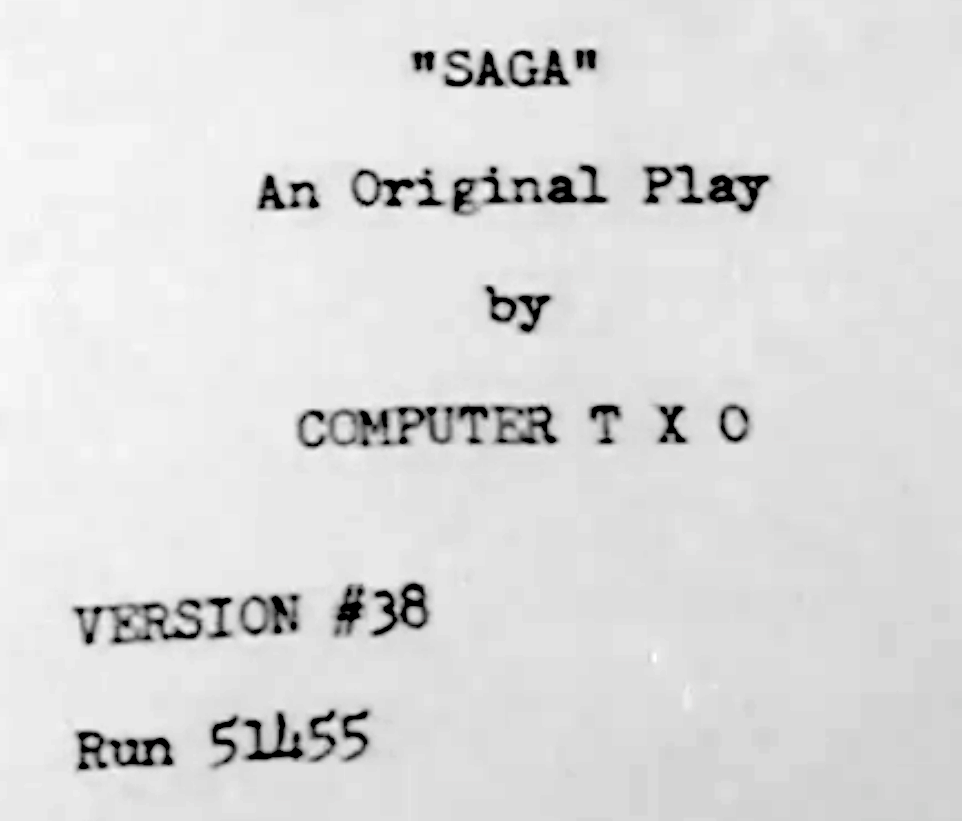 "SAGA"
An Original Play
by
COMPUTER T X O
VERSION #38
Run 51455